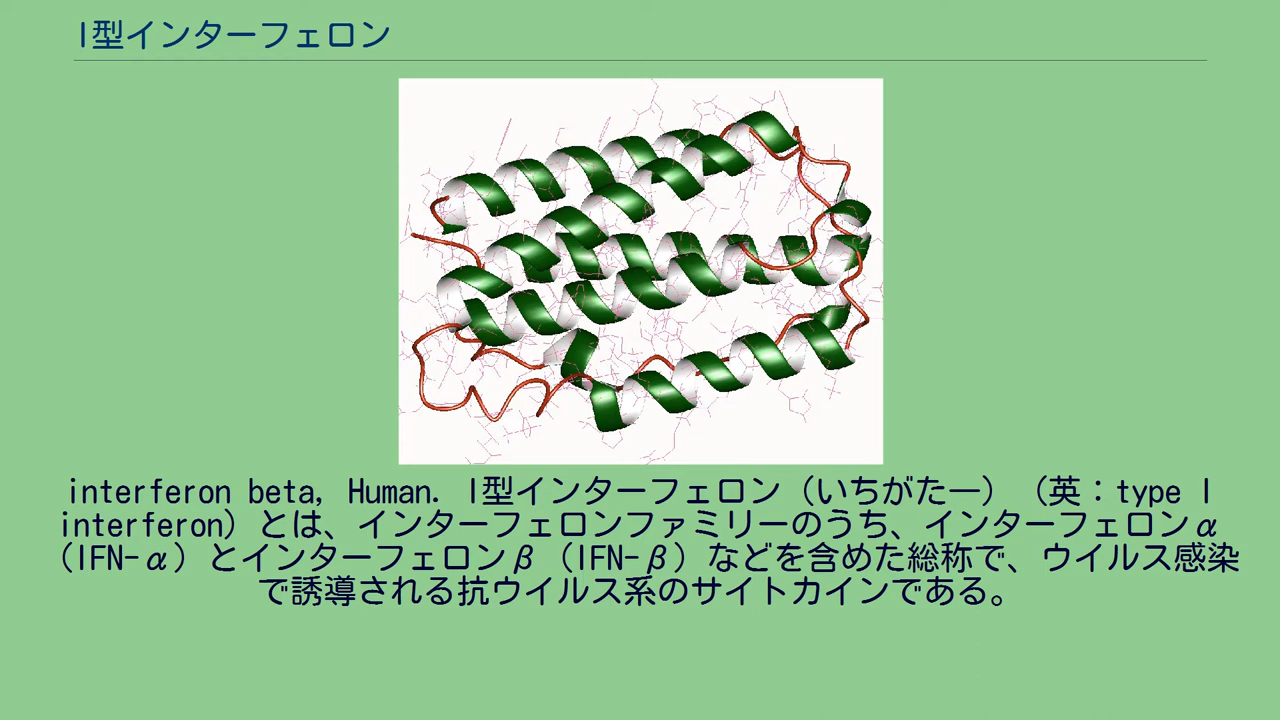 I型インターフェロン
interferon beta, Human. I型インターフェロン（いちがたー）（英：type I
interferon）とは、インターフェロンファミリーのうち、インターフェロンα
（IFN-α）とインターフェロンβ（IFN-β）などを含めた総称で、ウイルス感染
で誘導される抗ウイルス系のサイトカインである。